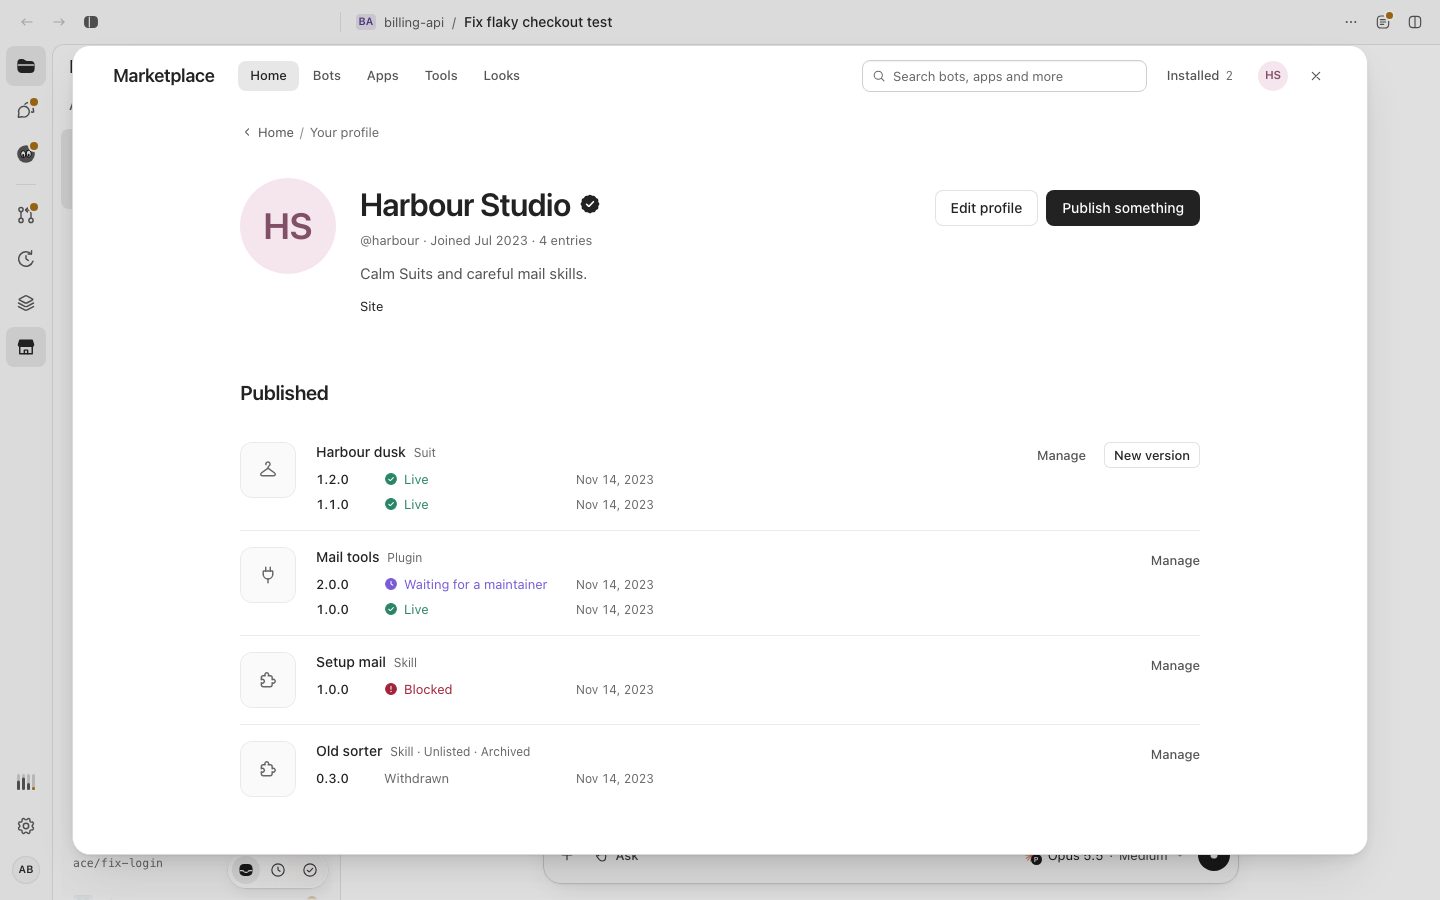 BA billing-api / Fix flaky checkout test
Marketplace Home Bots Apps Tools Looks Search bots, apps and more Installed 2 HS
Home / Your profile
HS
Harbour Studio
Edit profile Publish something
@harbour · Joined Jul 2023 · 4 entries
Calm Suits and careful mail skills.
Site
Published
Harbour dusk Suit Manage New version
1.2.0 Live Nov 14, 2023
1.1.0 Live Nov 14, 2023
Mail tools Plugin Manage
2.0.0 Waiting for a maintainer Nov 14, 2023
1.0.0 Live Nov 14, 2023
Setup mail Skill Manage
1.0.0 Blocked Nov 14, 2023
Old sorter Skill · Unlisted · Archived Manage
0.3.0 Withdrawn Nov 14, 2023
ace/fix-login
Ask Opus 5.5 · Medium
AB